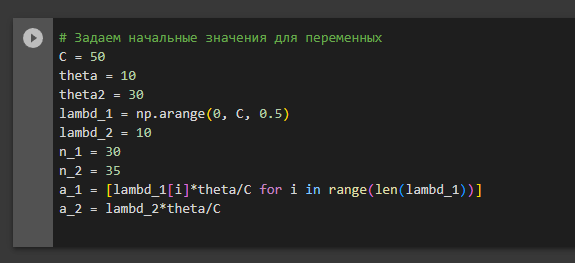 # Задаем начальные значения для переменных
C = 50
theta = 10
theta2 = 30
lambd_1 = np.arange(0, C, 0.5)
lambd_2 = 10
n_1 = 30
n_2 = 35
a_1 = [lambd_1[i]*theta/C for i in range(len(lambd_1))]
a_2 = lambd_2*theta/C